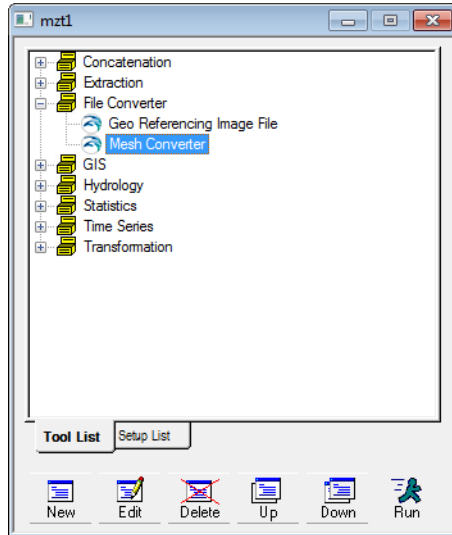 mzt1
Concatenation
Extraction
File Converter
Geo Referencing Image File
Mesh Converter
GIS
Hydrology
Statistics
Time Series
Transformation
Tool List Setup List
New Edit Delete Up Down Run